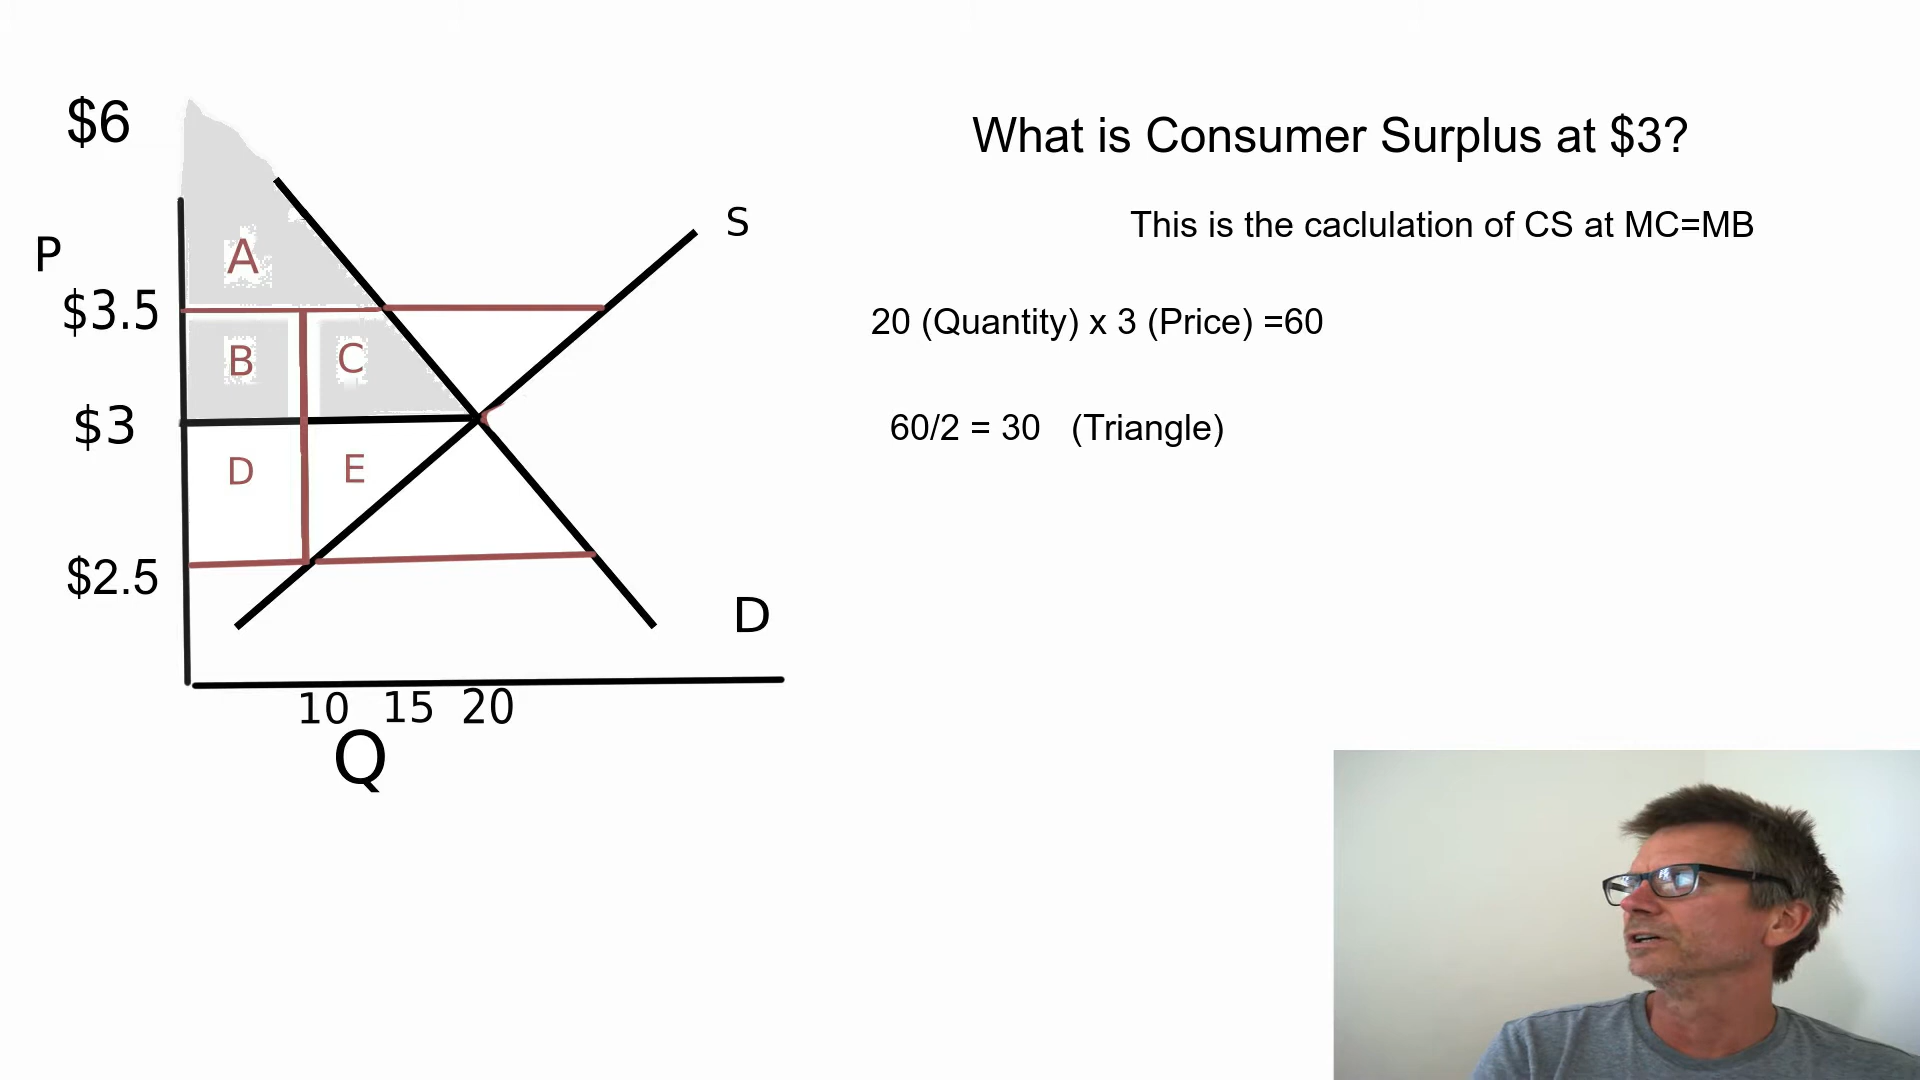 What is Consumer Surplus at $3?
This is the caclulation of CS at MC=MB
20 (Quantity) x 3 (Price) =60
60/2 = 30 (Triangle)
$6
P
S
A
$3.5
B
C
$3
D
E
$2.5
D
10 15 20
Q